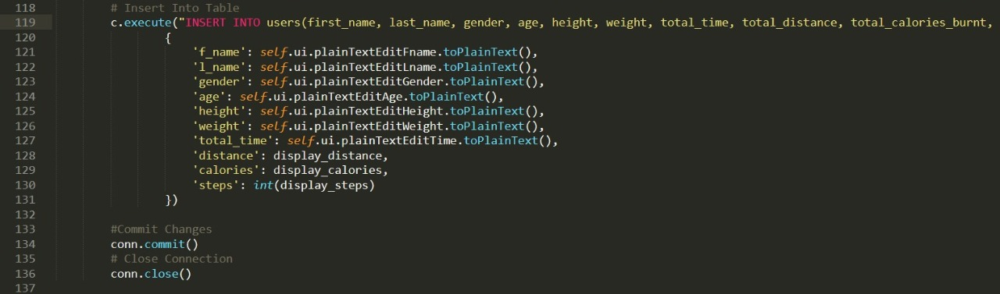 118 # Insert Into Table
119 c.execute("INSERT INTO users(first_name, last_name, gender, age, height, weight, total_time, total_distance, total_calories_burnt,
120 {
121 'f_name': self.ui.plainTextEditFname.toPlainText(),
122 'l_name': self.ui.plainTextEditLname.toPlainText(),
123 'gender': self.ui.plainTextEditGender.toPlainText(),
124 'age': self.ui.plainTextEditAge.toPlainText(),
125 'height': self.ui.plainTextEditHeight.toPlainText(),
126 'weight': self.ui.plainTextEditWeight.toPlainText(),
127 'total_time': self.ui.plainTextEditTime.toPlainText(),
128 'distance': display_distance,
129 'calories': display_calories,
130 'steps': int(display_steps)
131 })
132
133 #Commit Changes
134 conn.commit()
135 # Close Connection
136 conn.close()
137